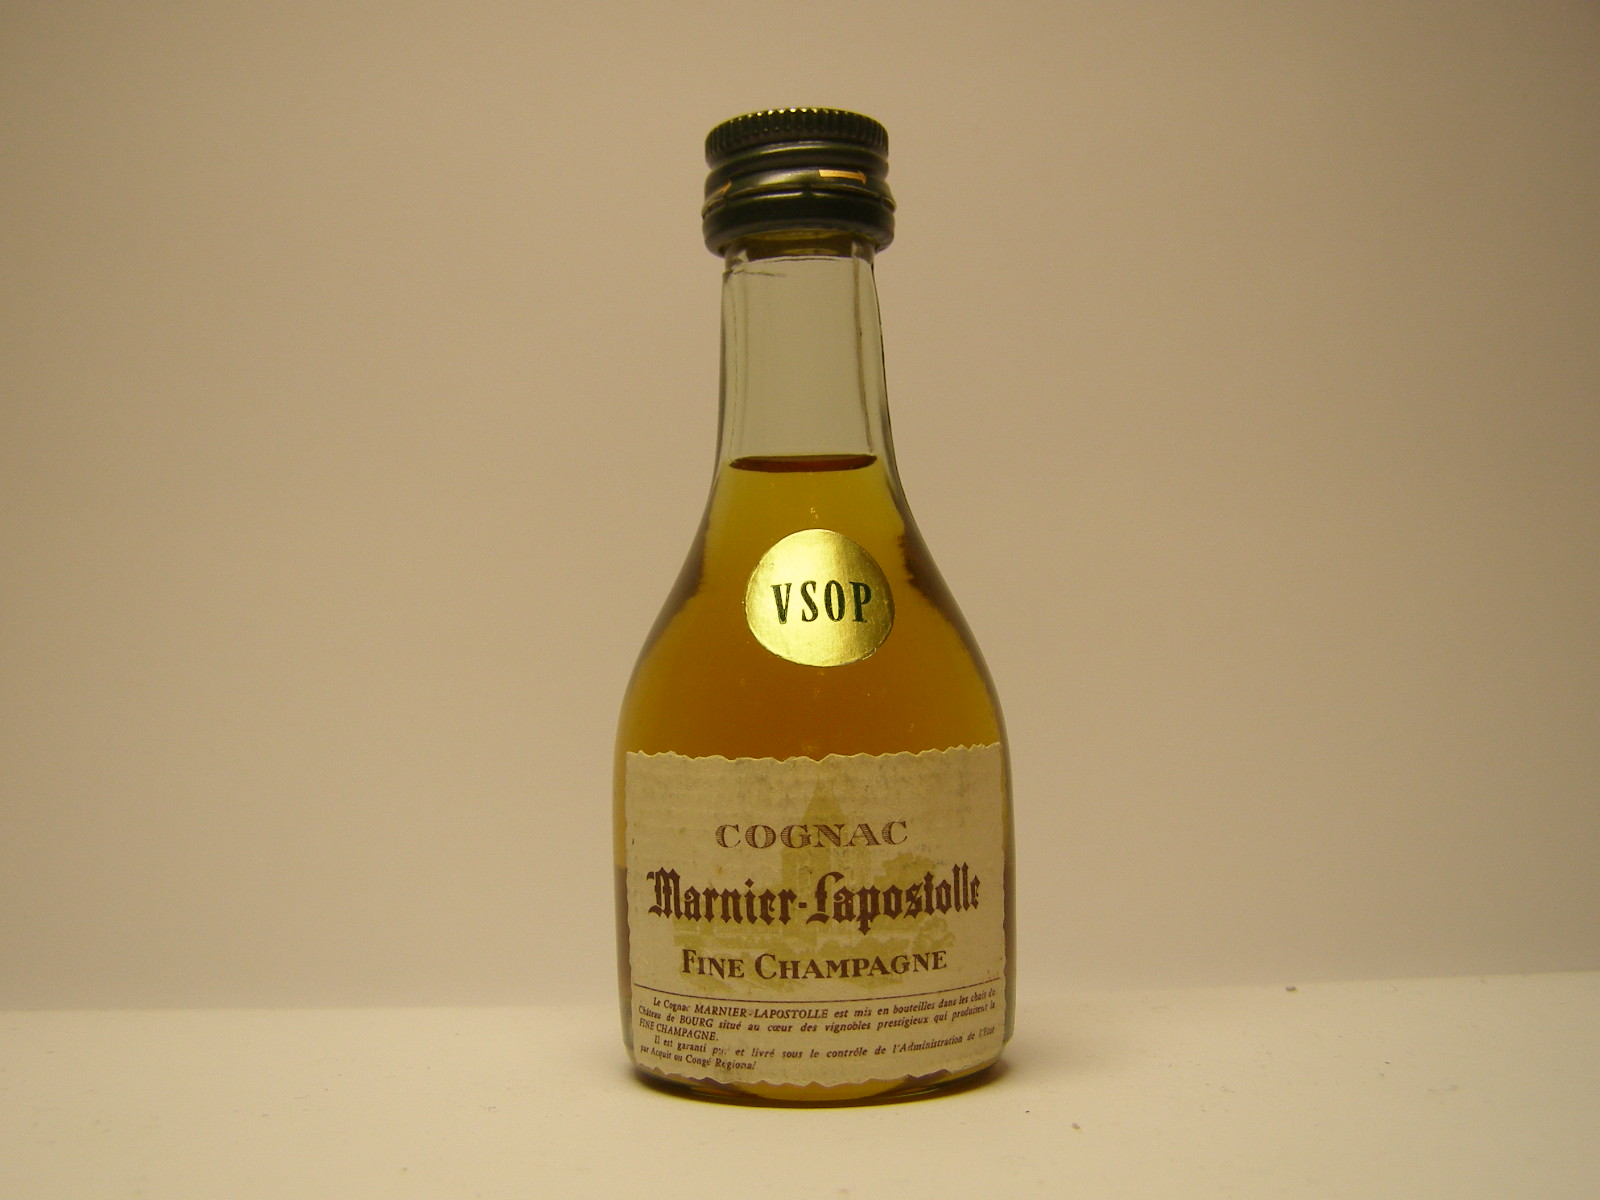 VSOP
COGNAC
Marnier-Lapostolle
FINE CHAMPAGNE
Le Cognac MARNIER-LAPOSTOLLE est mis en bouteilles dans les chais du
Château de BOURG situé au cœur des vignobles prestigieux qui produisent la
FINE CHAMPAGNE.
Il est garanti pur et livré sous le contrôle de l'Administration de l'Etat
par Acquit ou Congé Régional